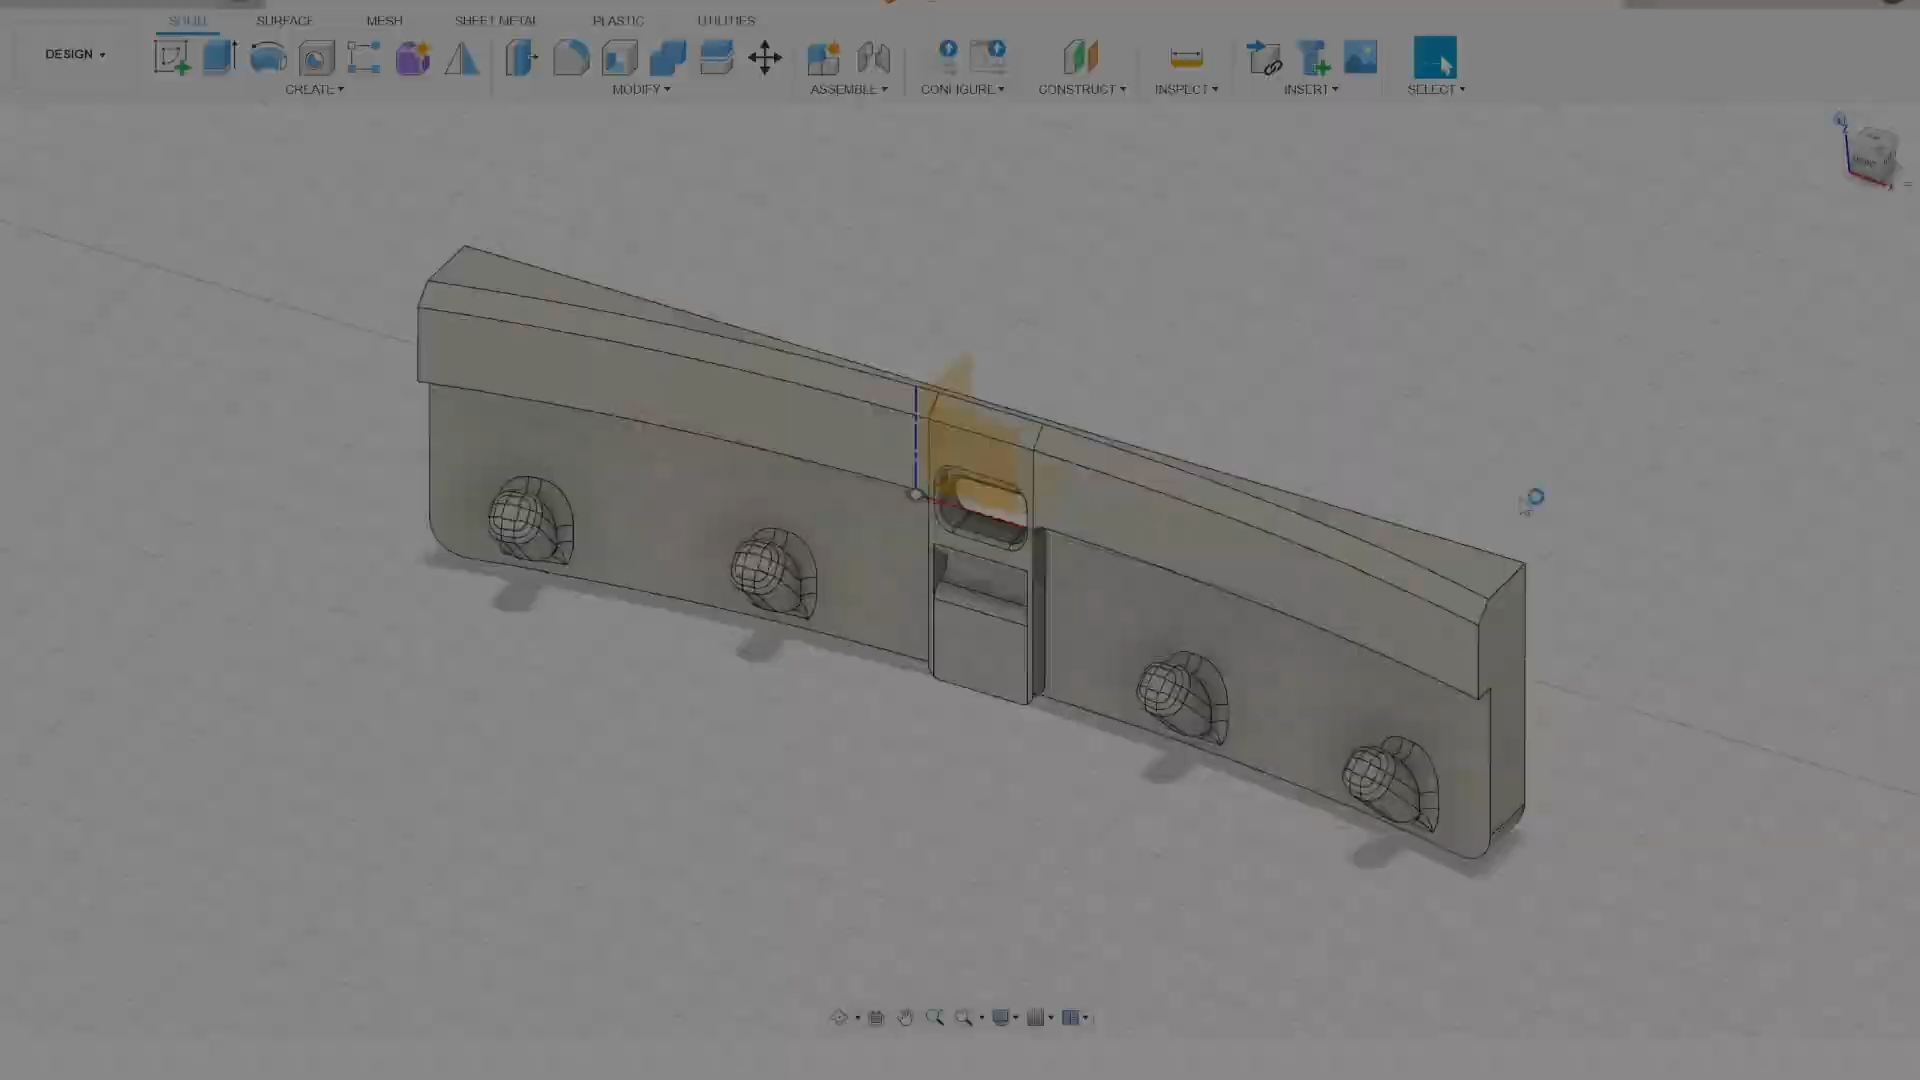 SOLID SURFACE MESH SHEET METAL PLASTIC UTILITIES
DESIGN
CREATE MODIFY ASSEMBLE CONFIGURE CONSTRUCT INSPECT INSERT SELECT